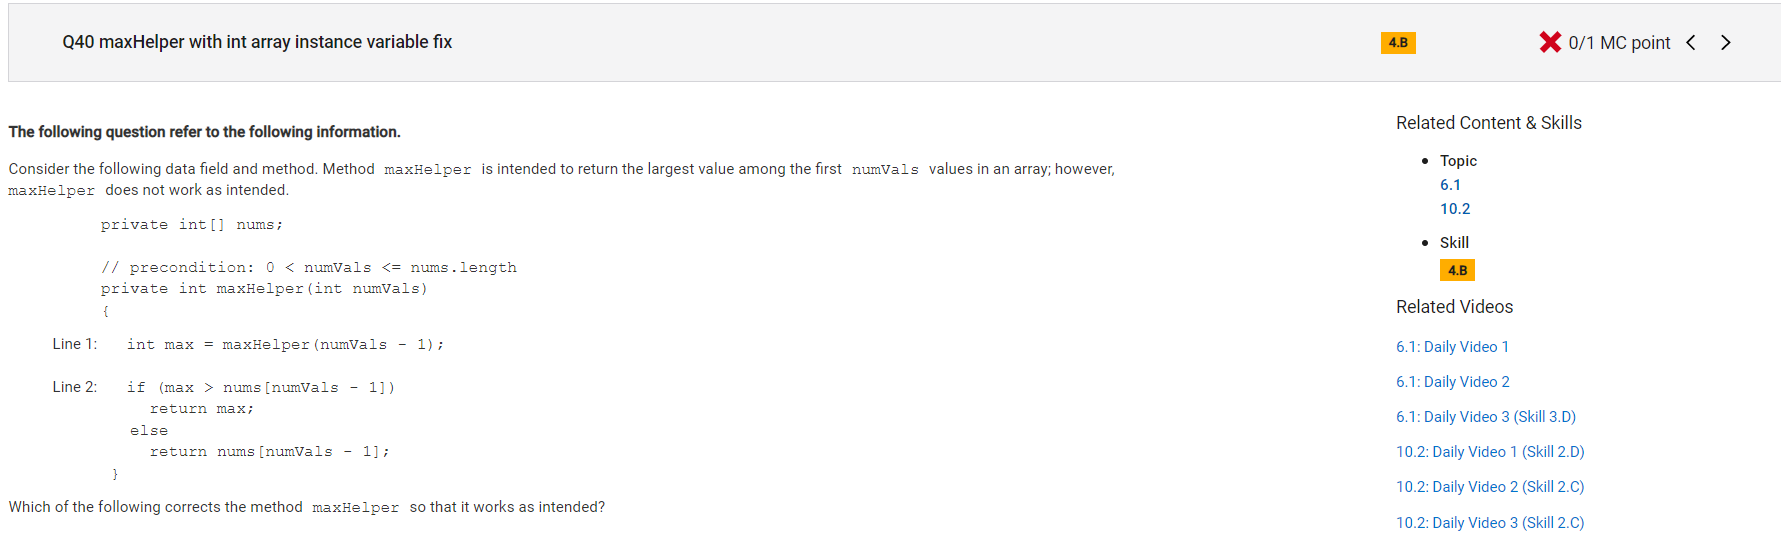 Q40 maxHelper with int array instance variable fix
4.B
0/1 MC point
The following question refer to the following information.
Consider the following data field and method. Method maxHelper is intended to return the largest value among the first numVals values in an array; however,
maxHelper does not work as intended.
private int[] nums;
// precondition: 0 < numVals <= nums.length
private int maxHelper(int numVals)
{
Line 1: int max = maxHelper(numVals - 1);
Line 2: if (max > nums[numVals - 1])
return max;
else
return nums[numVals - 1];
}
Which of the following corrects the method maxHelper so that it works as intended?
Related Content & Skills
Topic
6.1
10.2
Skill
4.B
Related Videos
6.1: Daily Video 1
6.1: Daily Video 2
6.1: Daily Video 3 (Skill 3.D)
10.2: Daily Video 1 (Skill 2.D)
10.2: Daily Video 2 (Skill 2.C)
10.2: Daily Video 3 (Skill 2.C)